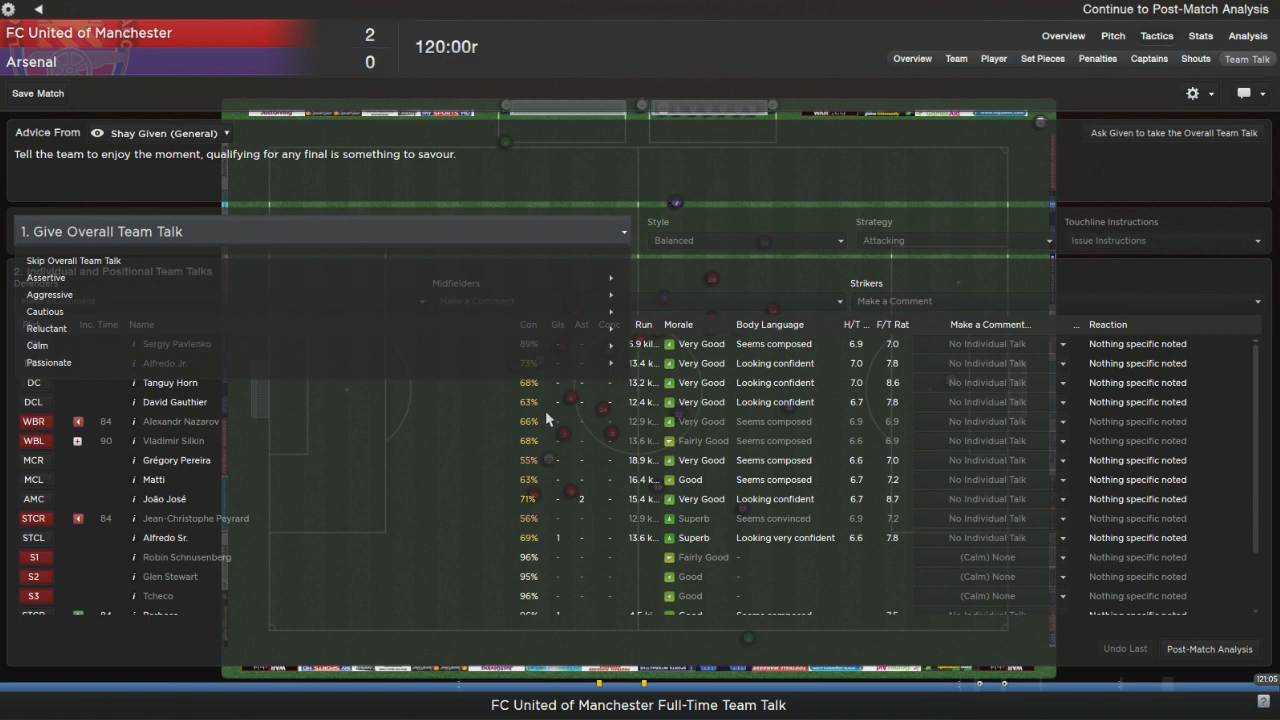 Continue to Post-Match Analysis
FC United of Manchester 2
Arsenal 0
120:00r
Overview Pitch Tactics Stats Analysis
Overview Team Player Set Pieces Penalties Captains Shouts Team Talk
Save Match
Advice From Shay Given (General)
Ask Given to take the Overall Team Talk
Tell the team to enjoy the moment, qualifying for any final is something to savour.
1. Give Overall Team Talk
Style Strategy Touchline Instructions
Balanced Attacking Issue Instructions
Skip Overall Team Talk
2. Individual and Positional Team Talks
Assertive
Defenders Midfielders Strikers
Aggressive
Make a Comment Make a Comment
Cautious
Inc. Time Name Con Gls Ast Conc Run Morale Body Language H/T ... F/T Rat Make a Comment... ... Reaction
Reluctant
i Sergiy Pavlenko 89% - - - 5.9 kil... Very Good Seems composed 6.9 7.0 No Individual Talk Nothing specific noted
Calm
i Alfredo Jr. 73% - - - 13.4 k... Very Good Looking confident 7.0 7.8 No Individual Talk Nothing specific noted
Passionate
DC i Tanguy Horn 68% - - - 13.2 k... Very Good Looking confident 7.0 8.6 No Individual Talk Nothing specific noted
DCL i David Gauthier 63% - - - 12.4 k... Very Good Looking confident 6.7 7.8 No Individual Talk Nothing specific noted
WBR 84 i Alexandr Nazarov 66% - - - 12.9 k... Very Good Seems composed 6.9 6.9 No Individual Talk Nothing specific noted
WBL 90 i Vladimir Silkin 68% - - - 13.6 k... Fairly Good Seems composed 6.6 6.9 No Individual Talk Nothing specific noted
MCR i Grégory Pereira 55% - - - 18.9 k... Very Good Seems composed 6.6 7.0 No Individual Talk Nothing specific noted
MCL i Matti 63% - - - 16.4 k... Good Seems composed 6.7 7.2 No Individual Talk Nothing specific noted
AMC i João José 71% - 2 - 15.4 k... Very Good Looking confident 6.7 8.7 No Individual Talk Nothing specific noted
STCR 84 i Jean-Christophe Peyrard 56% - - - 12.9 k... Superb Seems convinced 6.9 7.2 No Individual Talk Nothing specific noted
STCL i Alfredo Sr. 69% 1 - - 13.6 k... Superb Looking very confident 6.6 7.8 No Individual Talk Nothing specific noted
S1 i Robin Schnusenberg 96% - - - Fairly Good - (Calm) None Nothing specific noted
S2 i Glen Stewart 95% - - - Good - (Calm) None Nothing specific noted
S3 i Tcheco 96% - - - Good - (Calm) None Nothing specific noted
Undo Last Post-Match Analysis
121:05
FC United of Manchester Full-Time Team Talk